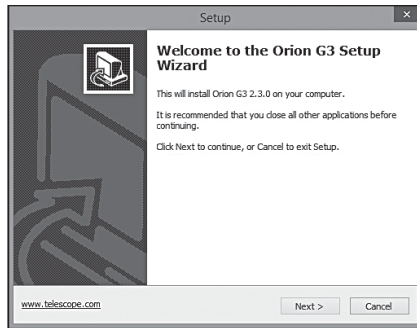 Setup
Welcome to the Orion G3 Setup
Wizard
This will install Orion G3 2.3.0 on your computer.
It is recommended that you close all other applications before
continuing.
Click Next to continue, or Cancel to exit Setup.
www.telescope.com
Next >
Cancel